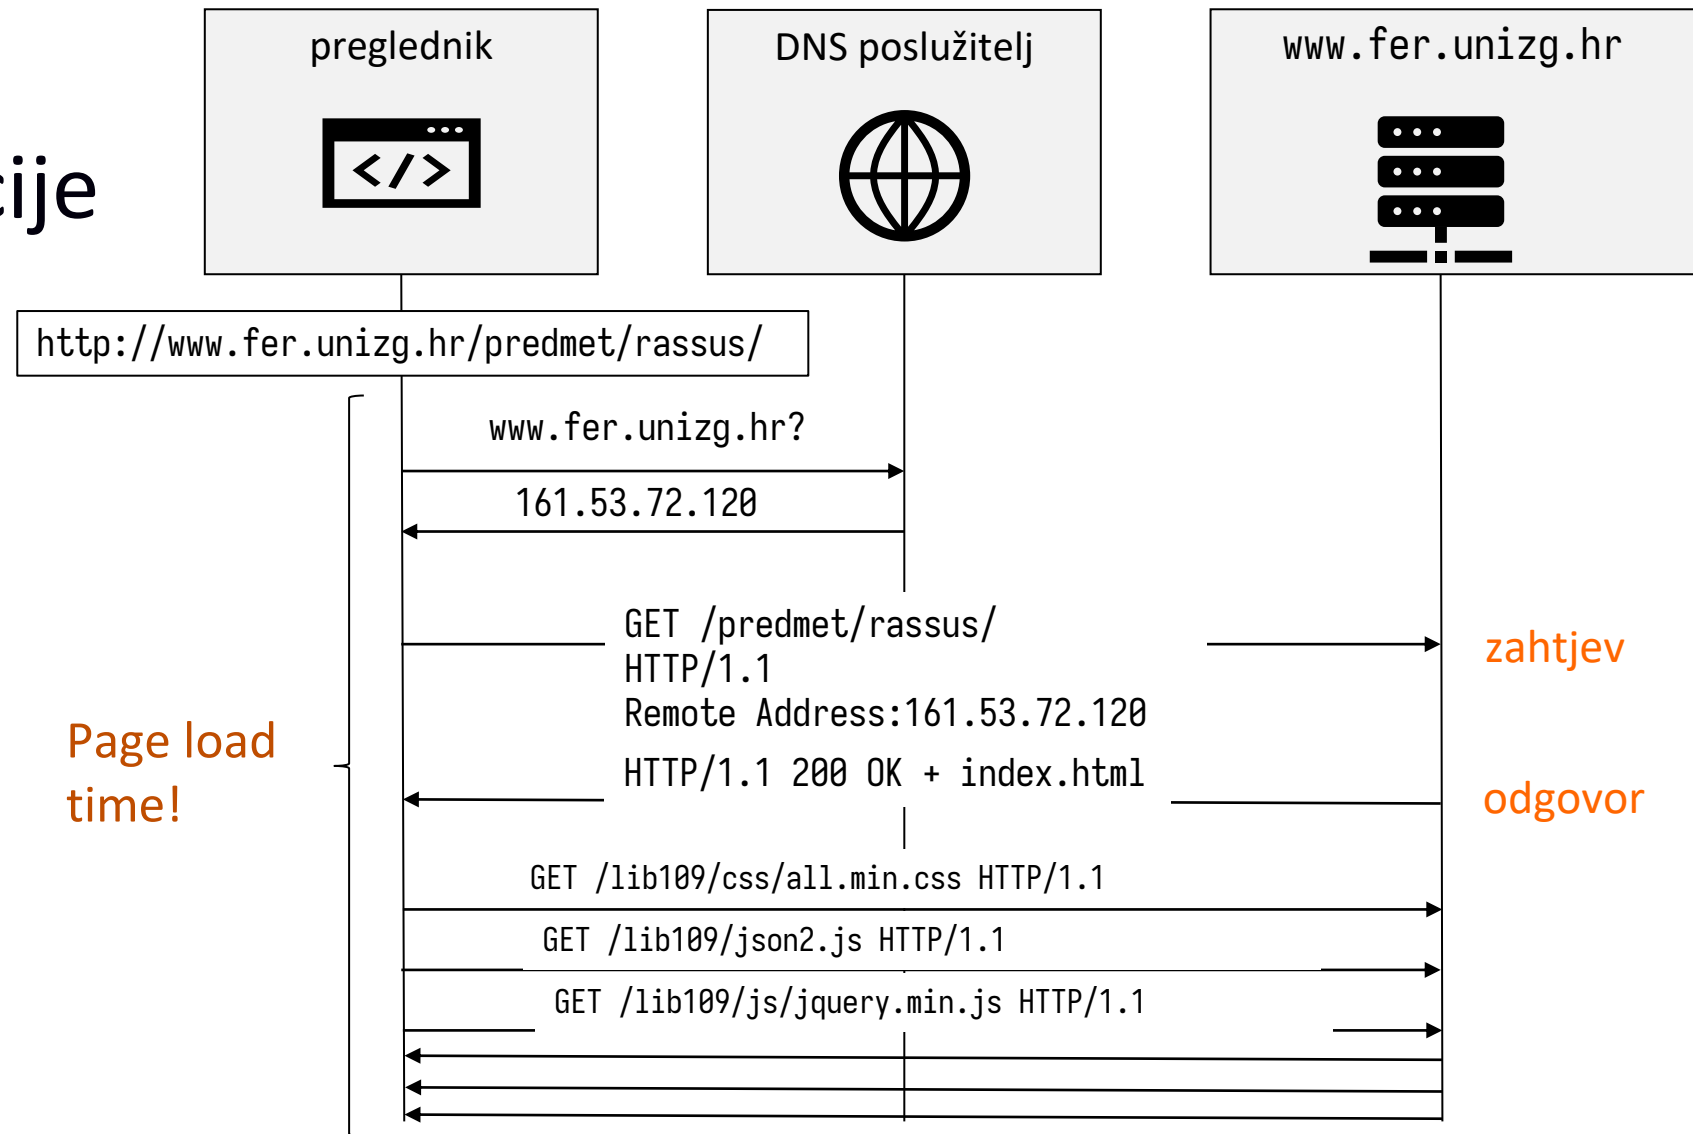 preglednik
DNS poslužitelj
www.fer.unizg.hr
</>
cije
http://www.fer.unizg.hr/predmet/rassus/
www.fer.unizg.hr?
161.53.72.120
GET /predmet/rassus/
HTTP/1.1
Remote Address:161.53.72.120
zahtjev
Page load
time!
HTTP/1.1 200 OK + index.html
odgovor
GET /lib109/css/all.min.css HTTP/1.1
GET /lib109/json2.js HTTP/1.1
GET /lib109/js/jquery.min.js HTTP/1.1